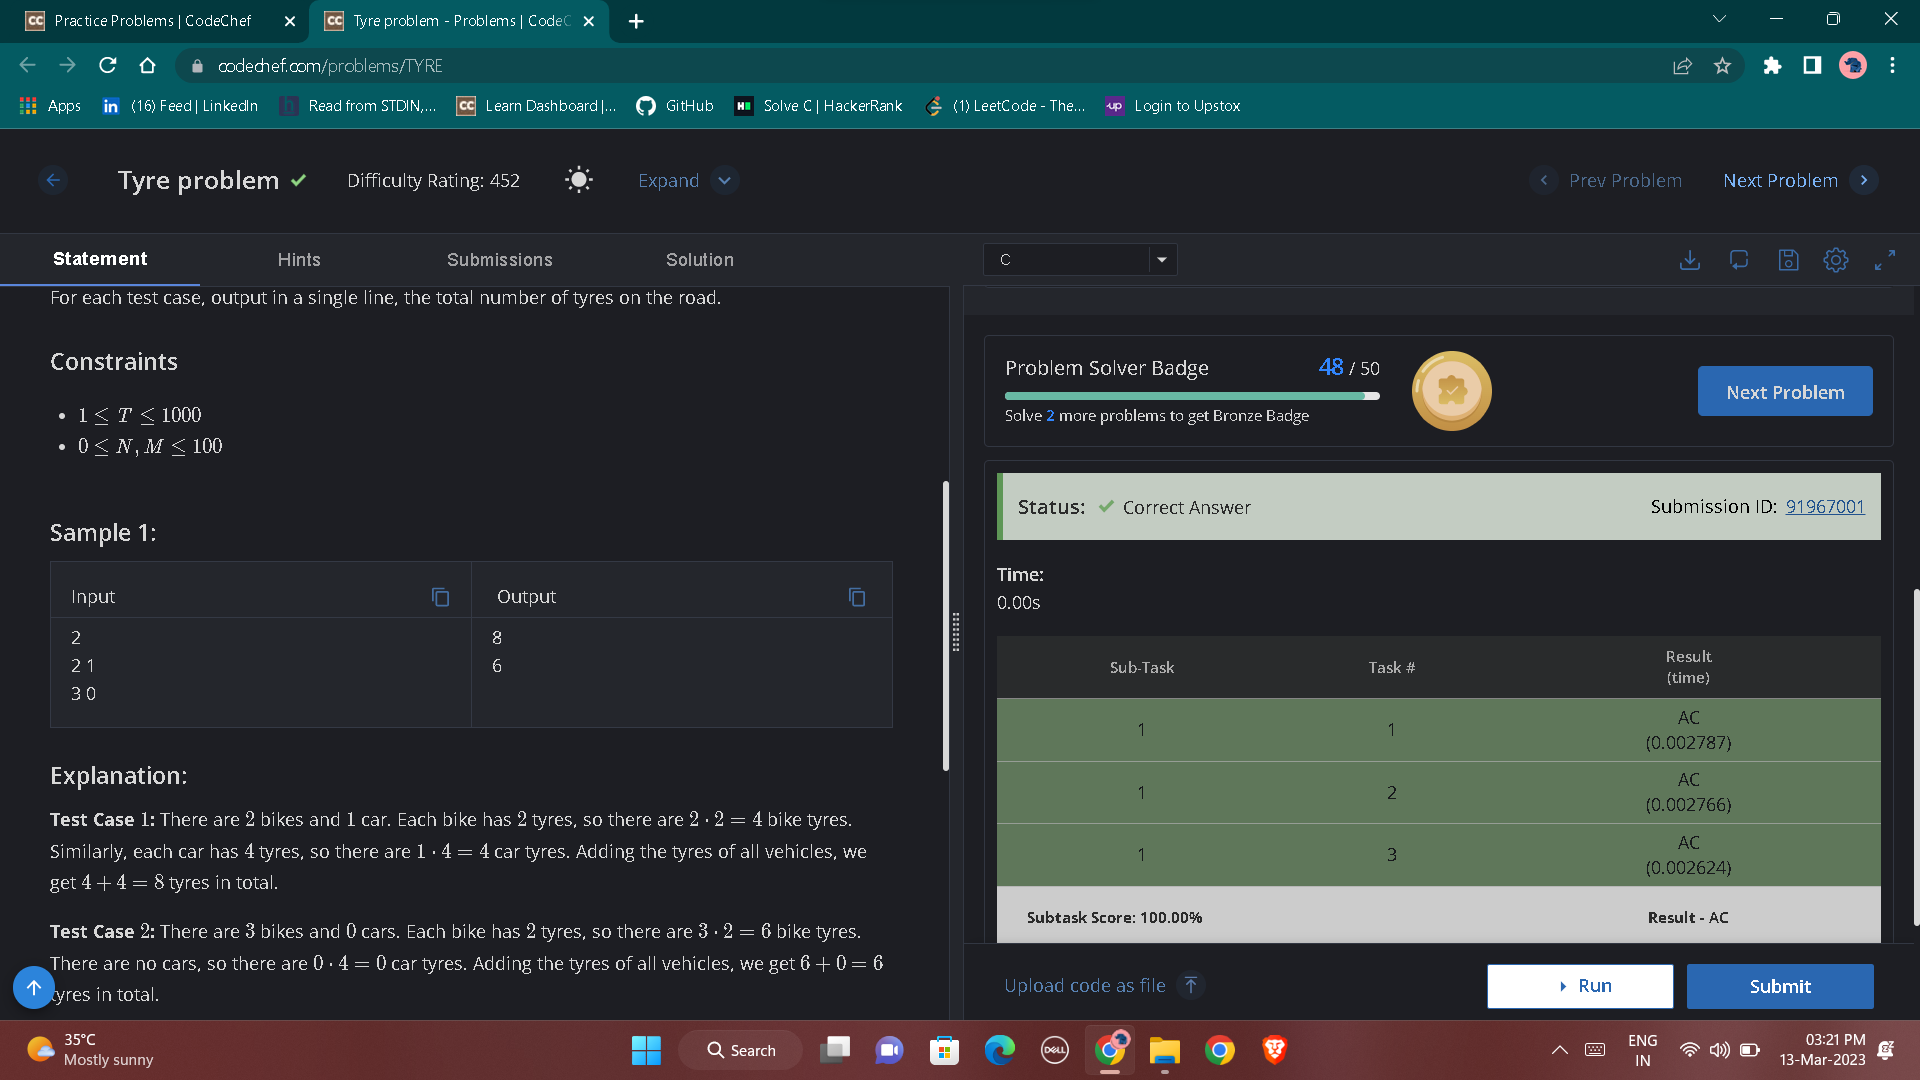 Practice Problems | CodeChef
Tyre problem - Problems | CodeC
codechef.com/problems/TYRE
Apps
(16) Feed | LinkedIn
Read from STDIN,...
Learn Dashboard |...
GitHub
Solve C | HackerRank
(1) LeetCode - The...
Login to Upstox
Tyre problem
Difficulty Rating: 452
Expand
Prev Problem
Next Problem
Statement
Hints
Submissions
Solution
C
For each test case, output in a single line, the total number of tyres on the road.
Constraints
1 ≤ T ≤ 1000
0 ≤ N, M ≤ 100
Sample 1:
Input
Output
2
2 1
3 0
8
6
Explanation:
Test Case 1: There are 2 bikes and 1 car. Each bike has 2 tyres, so there are 2 · 2 = 4 bike tyres.
Similarly, each car has 4 tyres, so there are 1 · 4 = 4 car tyres. Adding the tyres of all vehicles, we
get 4 + 4 = 8 tyres in total.
Test Case 2: There are 3 bikes and 0 cars. Each bike has 2 tyres, so there are 3 · 2 = 6 bike tyres.
There are no cars, so there are 0 · 4 = 0 car tyres. Adding the tyres of all vehicles, we get 6 + 0 = 6
tyres in total.
Problem Solver Badge
48 / 50
Solve 2 more problems to get Bronze Badge
Next Problem
Status: Correct Answer
Submission ID: 91967001
Time:
0.00s
Sub-Task
Task #
Result
(time)
1
1
AC
(0.002787)
1
2
AC
(0.002766)
1
3
AC
(0.002624)
Subtask Score: 100.00%
Result - AC
Upload code as file
Run
Submit
35°C
Mostly sunny
Search
DELL
ENG
IN
03:21 PM
13-Mar-2023